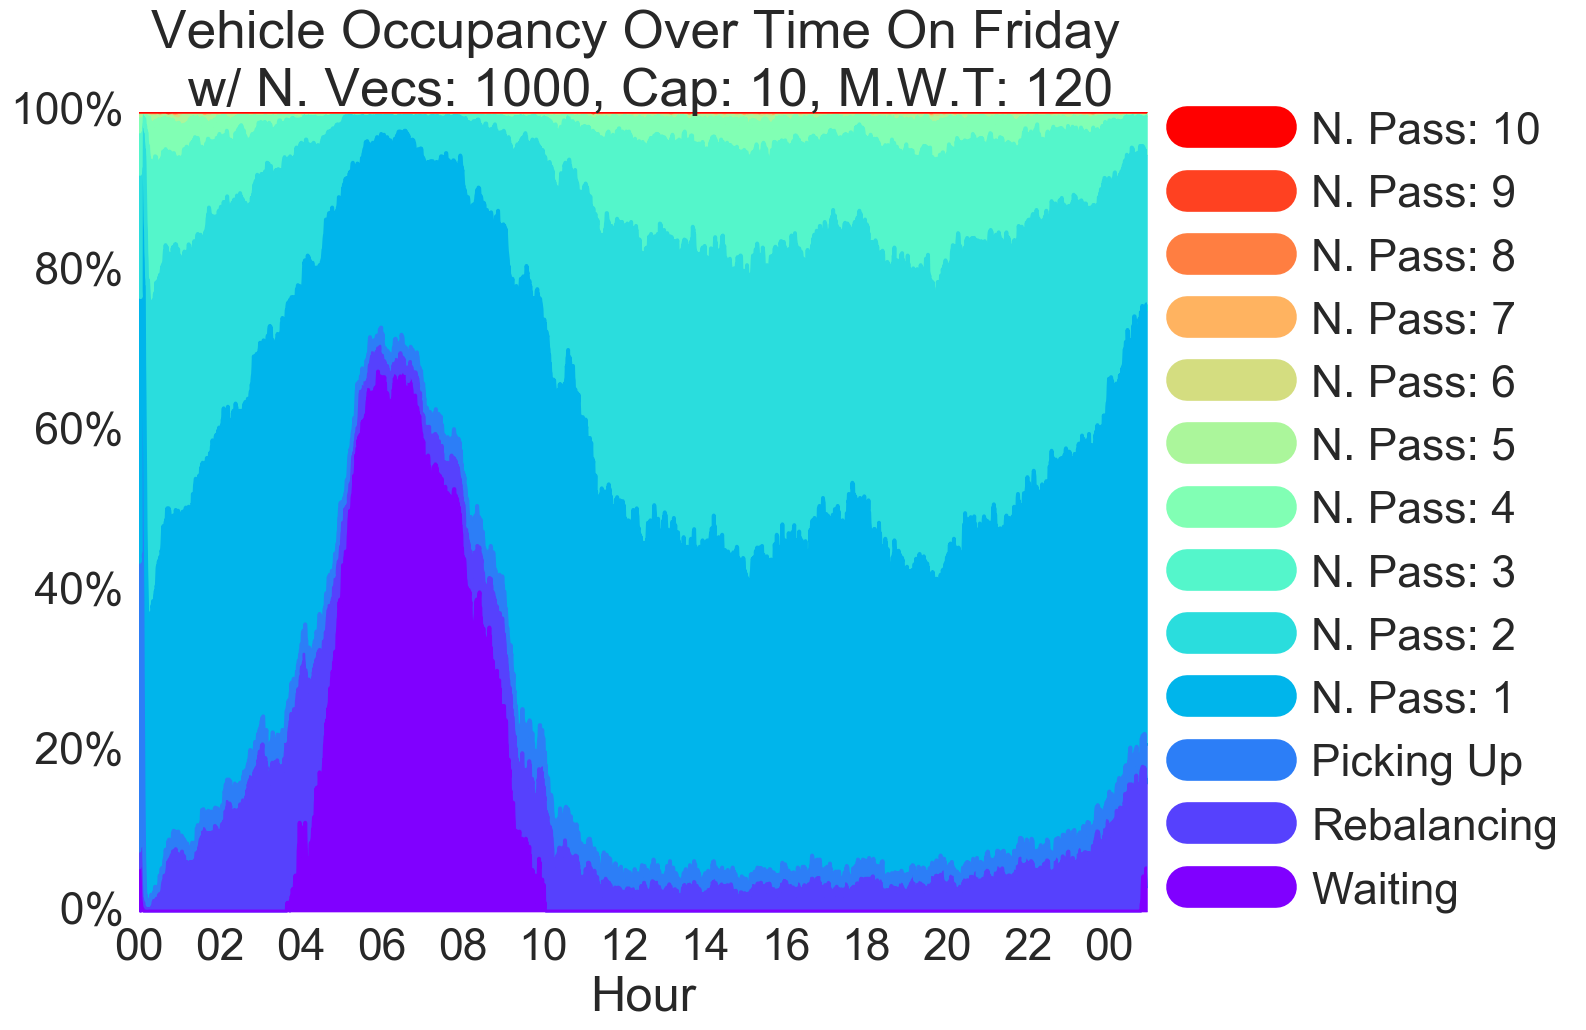 Vehicle Occupancy Over Time On Friday
w/ N. Vecs: 1000, Cap: 10, M.W.T: 120
100%
80%
60%
40%
20%
0%
00 02 04 06 08 10 12 14 16 18 20 22 00
Hour
N. Pass: 10
N. Pass: 9
N. Pass: 8
N. Pass: 7
N. Pass: 6
N. Pass: 5
N. Pass: 4
N. Pass: 3
N. Pass: 2
N. Pass: 1
Picking Up
Rebalancing
Waiting